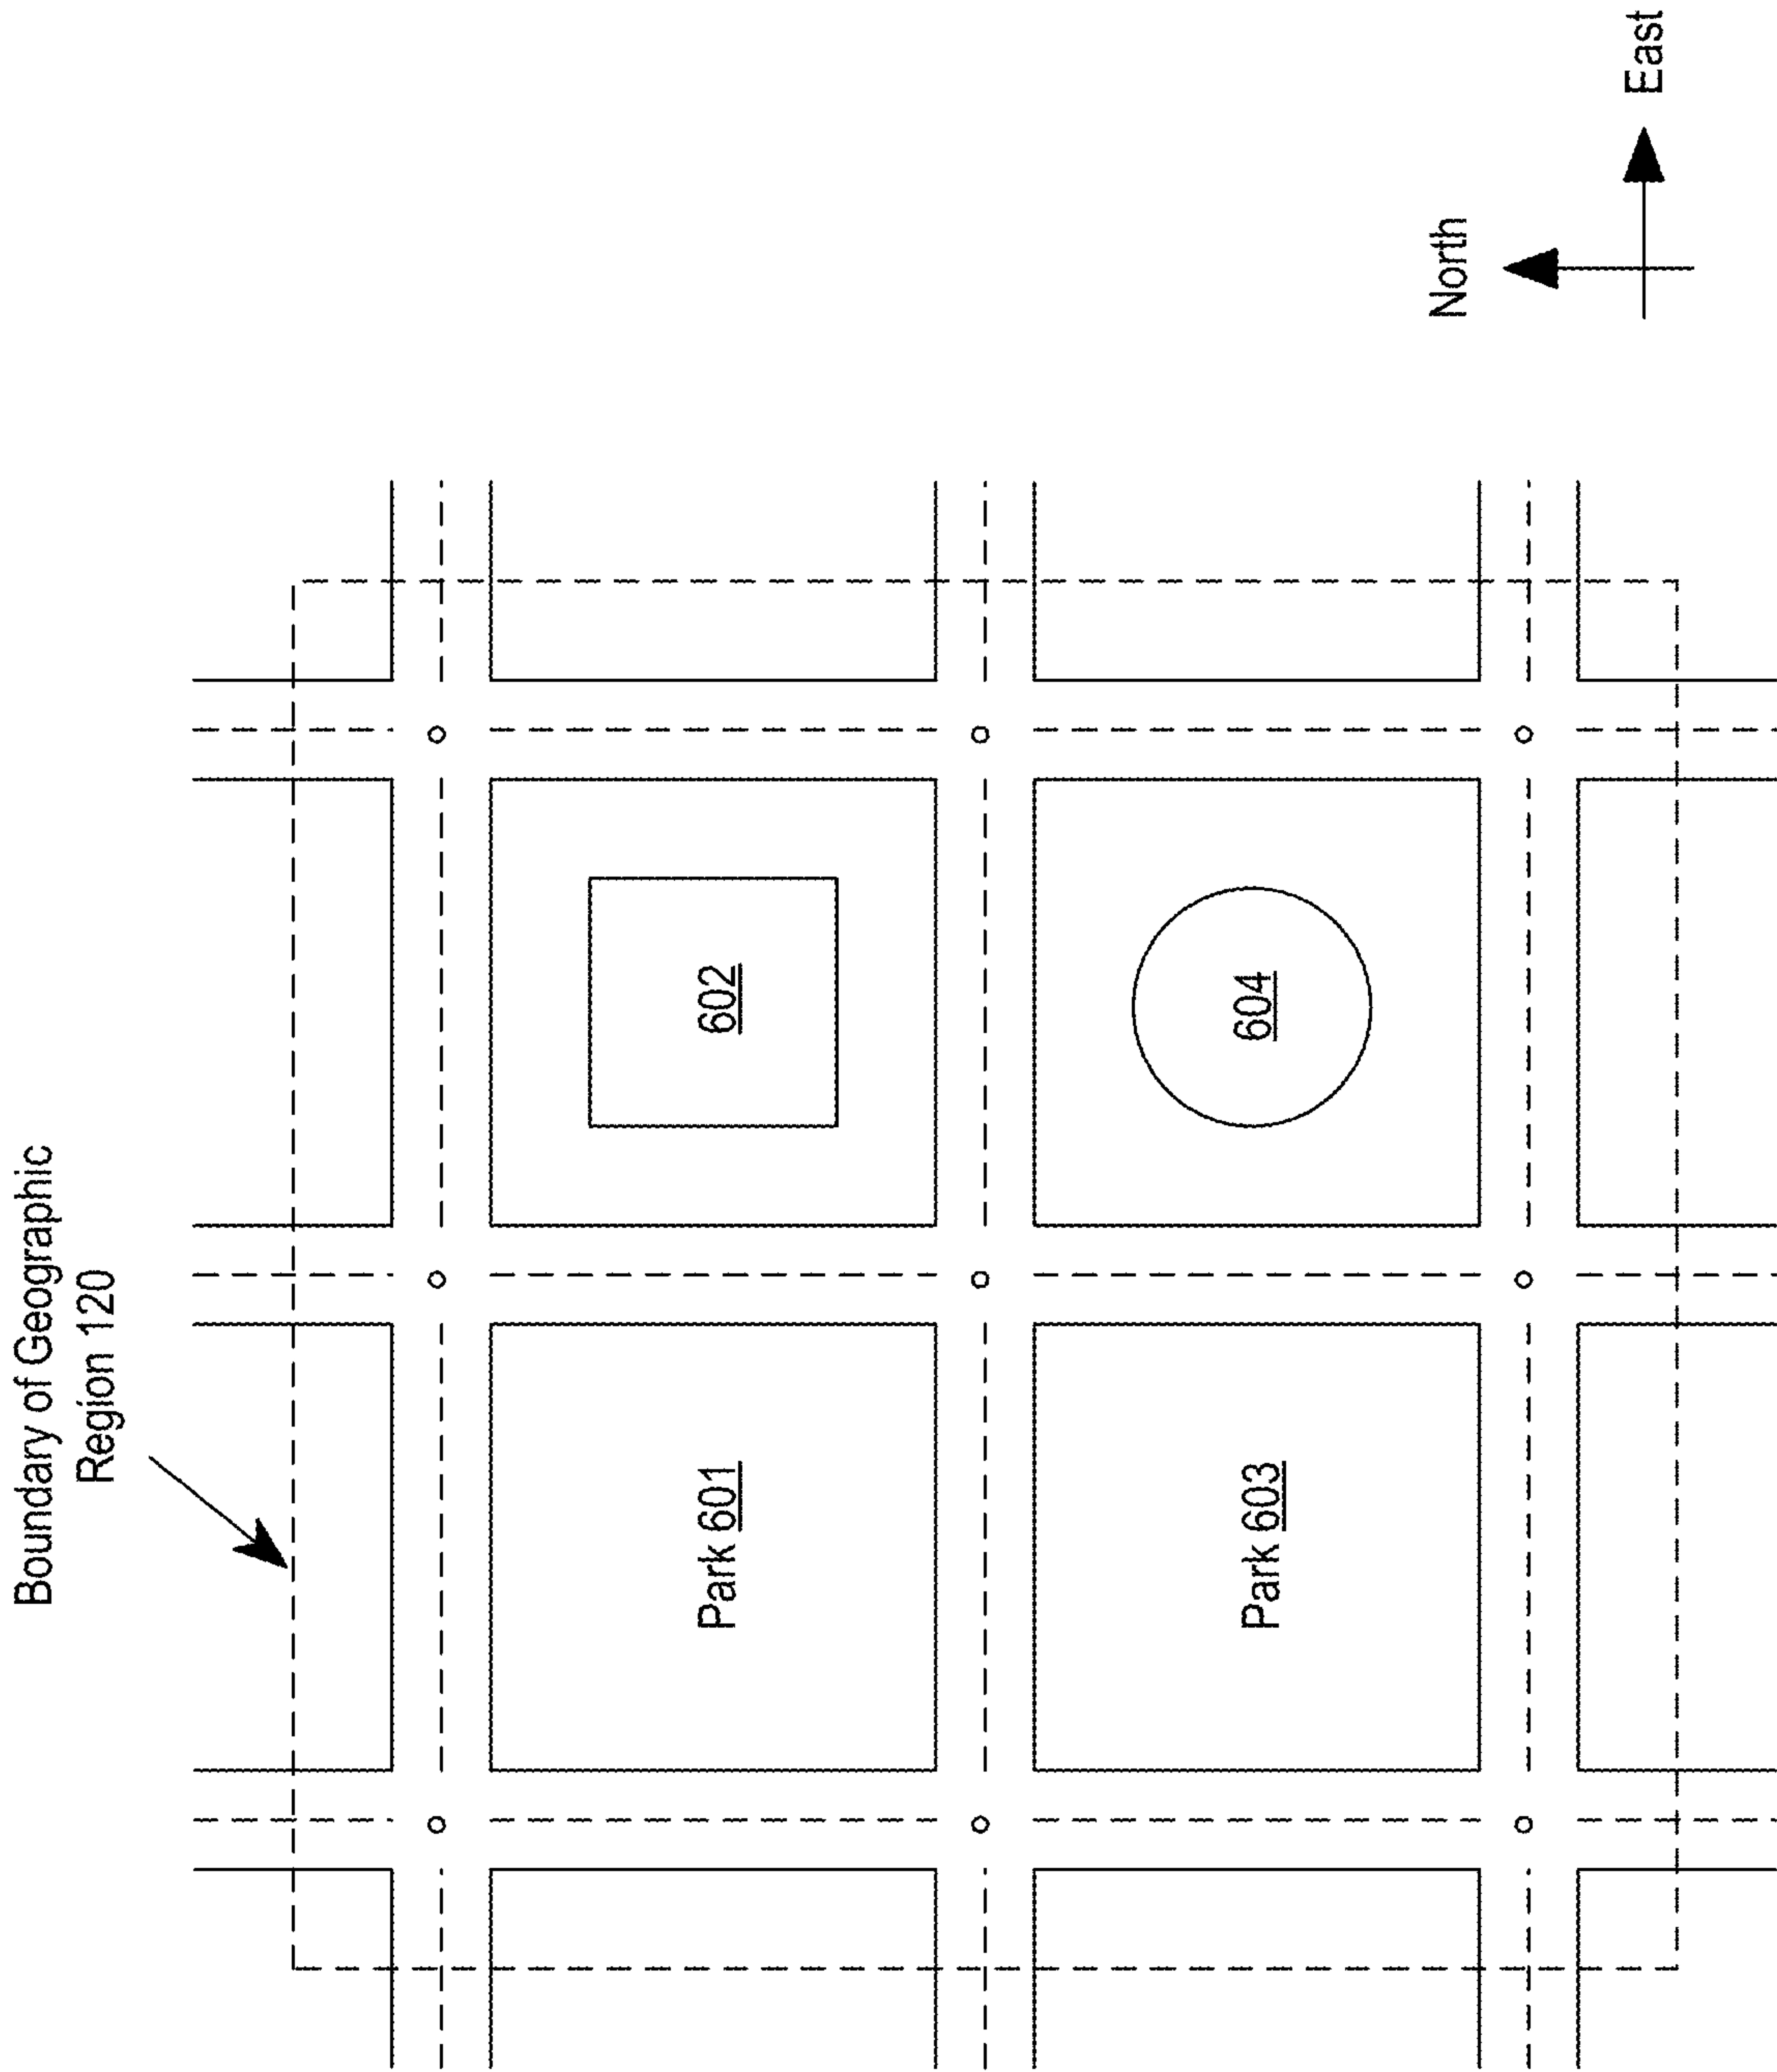 Boundary of Geographic
Region 120
Park 601
602
Park 603
604
North
East